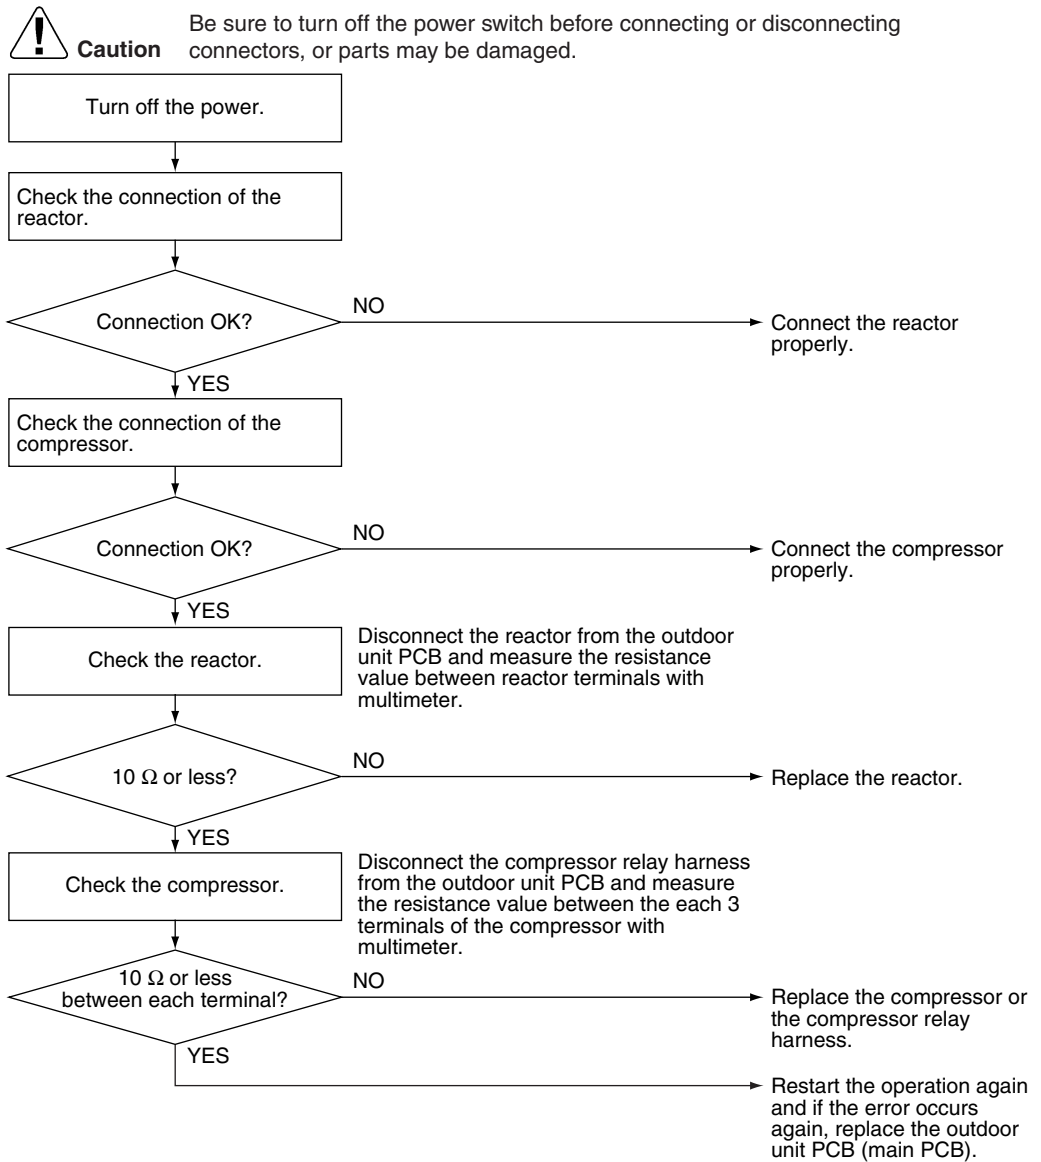 Be sure to turn off the power switch before connecting or disconnecting
Caution connectors, or parts may be damaged.
Turn off the power.
Check the connection of the
reactor.
Connection OK?
NO
Connect the reactor
properly.
YES
Check the connection of the
compressor.
Connection OK?
NO
Connect the compressor
properly.
YES
Check the reactor.
Disconnect the reactor from the outdoor
unit PCB and measure the resistance
value between reactor terminals with
multimeter.
10 Ω or less?
NO
Replace the reactor.
YES
Check the compressor.
Disconnect the compressor relay harness
from the outdoor unit PCB and measure
the resistance value between the each 3
terminals of the compressor with
multimeter.
10 Ω or less
between each terminal?
NO
Replace the compressor or
the compressor relay
harness.
YES
Restart the operation again
and if the error occurs
again, replace the outdoor
unit PCB (main PCB).